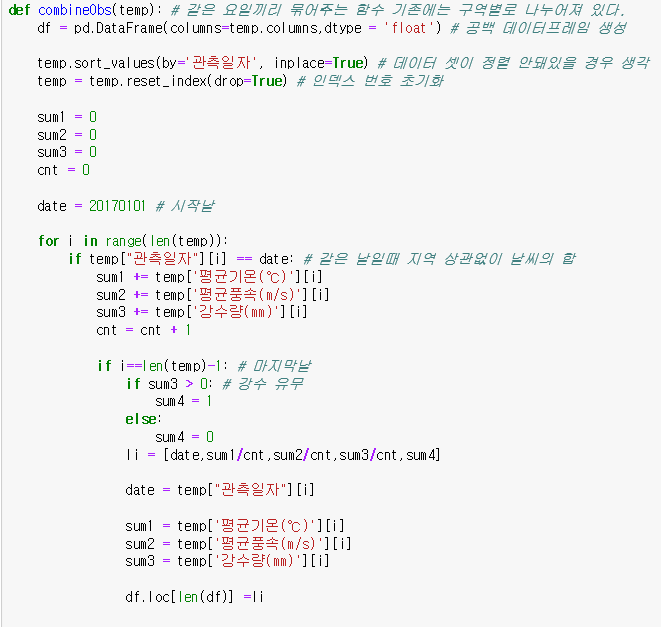 def combineObs(temp): # 같은 요일끼리 묶어주는 함수 기존에는 구역별로 나누어져 있다.
df = pd.DataFrame(columns=temp.columns,dtype = 'float') # 공백 데이터프레임 생성
temp.sort_values(by='관측일자', inplace=True) # 데이터 셋이 정렬 안돼있을 경우 생각
temp = temp.reset_index(drop=True) # 인덱스 번호 초기화
sum1 = 0
sum2 = 0
sum3 = 0
cnt = 0
date = 20170101 # 시작날
for i in range(len(temp)):
if temp["관측일자"][i] == date: # 같은 날일때 지역 상관없이 날씨의 합
sum1 += temp['평균기온(℃)'][i]
sum2 += temp['평균풍속(m/s)'][i]
sum3 += temp['강수량(mm)'][i]
cnt = cnt + 1
if i==len(temp)-1: # 마지막날
if sum3 > 0: # 강수 유무
sum4 = 1
else:
sum4 = 0
li = [date,sum1/cnt,sum2/cnt,sum3/cnt,sum4]
date = temp["관측일자"][i]
sum1 = temp['평균기온(℃)'][i]
sum2 = temp['평균풍속(m/s)'][i]
sum3 = temp['강수량(mm)'][i]
df.loc[len(df)] =li